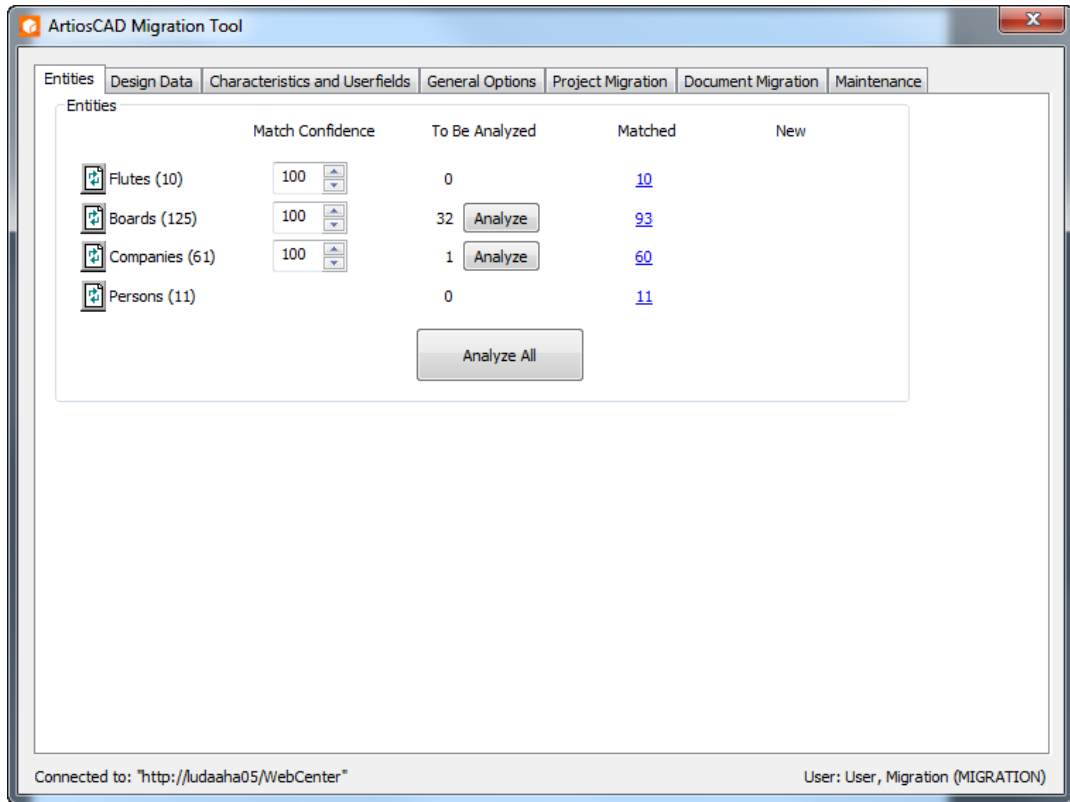 ArtiosCAD Migration Tool
Entities Design Data Characteristics and Userfields General Options Project Migration Document Migration Maintenance
Entities
Match Confidence To Be Analyzed Matched New
Flutes (10) 100 0 10
Boards (125) 100 32 Analyze 93
Companies (61) 100 1 Analyze 60
Persons (11) 0 11
Analyze All
Connected to: "http://ludaaha05/WebCenter" User: User, Migration (MIGRATION)